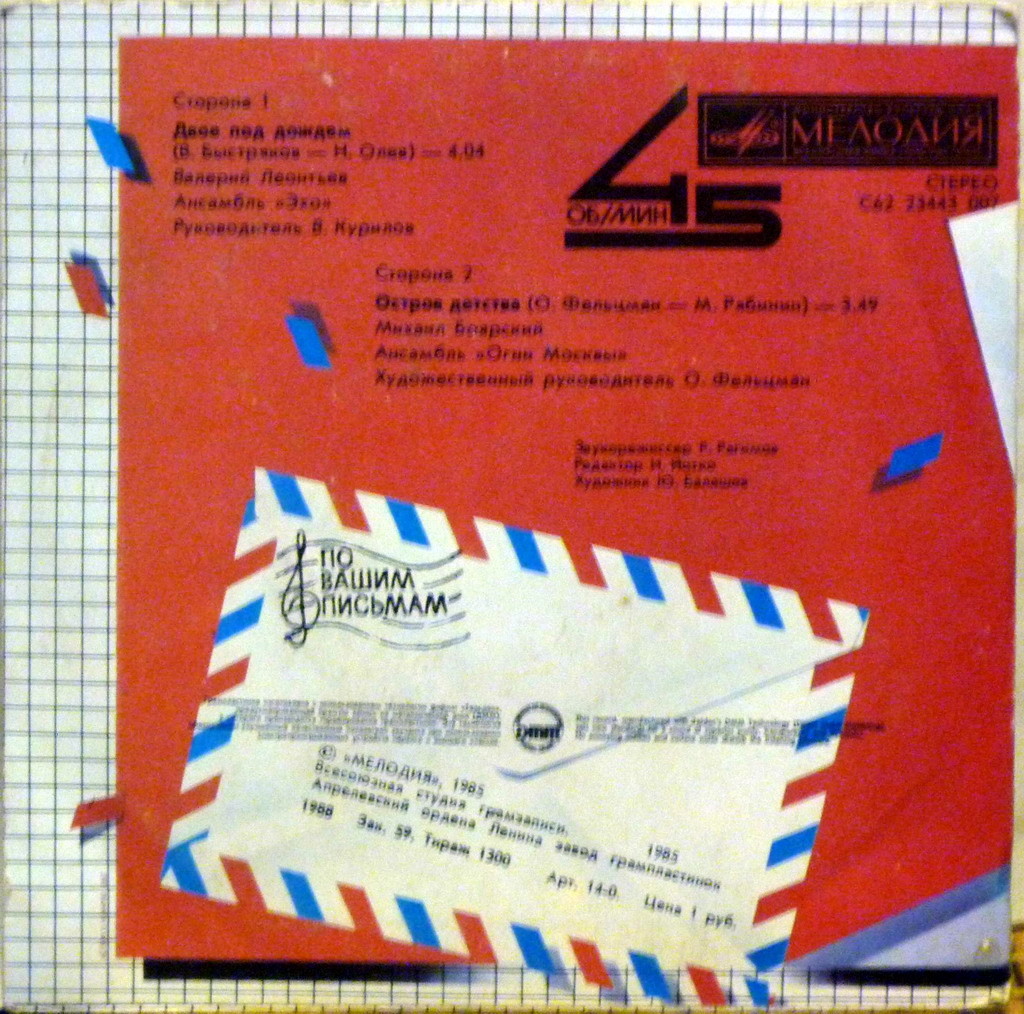 Сторона 1
Двое под дождем
(В. Быстряков — Н. Олев) — 4.04
Валерий Леонтьев
Ансамбль «Эхо»
Руководитель В. Курилов
45
ОБ/МИН
МЕЛОДИЯ
СТЕРЕО
С62 23443 007
Сторона 2
Остров детства (О. Фельцман — М. Рябинин) — 3.49
Михаил Боярский
Ансамбль «Огни Москвы»
Художественный руководитель О. Фельцман
Звукорежиссер Р. Рагимов
Редактор И. Йотко
Художник Ю. Балашов
ПО
ВАШИМ
ПИСЬМАМ
© «МЕЛОДИЯ», 1985
Всесоюзная студия грамзаписи, 1985
Апрелевский ордена Ленина завод грампластинок
1988 Зак. 59. Тираж 1300
Арт. 14-0. Цена 1 руб.